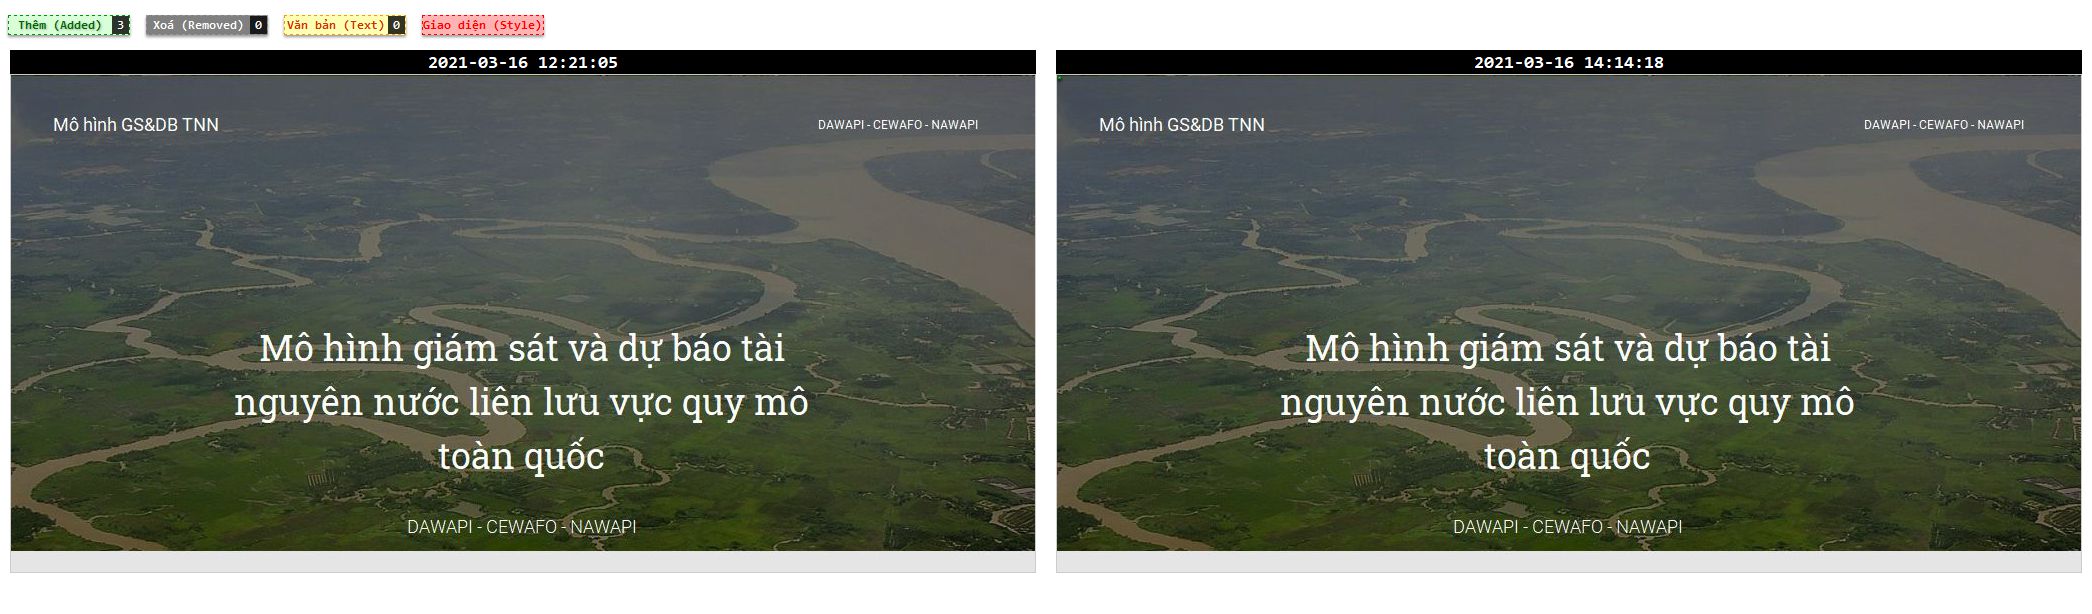 Thêm (Added) 3 Xoá (Removed) 0 Văn bản (Text) 0 Giao diện (Style)
2021-03-16 12:21:05
Mô hình GS&DB TNN
DAWAPI - CEWAFO - NAWAPI
Mô hình giám sát và dự báo tài
nguyên nước liên lưu vực quy mô
toàn quốc
DAWAPI - CEWAFO - NAWAPI
2021-03-16 14:14:18
Mô hình GS&DB TNN
DAWAPI - CEWAFO - NAWAPI
Mô hình giám sát và dự báo tài
nguyên nước liên lưu vực quy mô
toàn quốc
DAWAPI - CEWAFO - NAWAPI